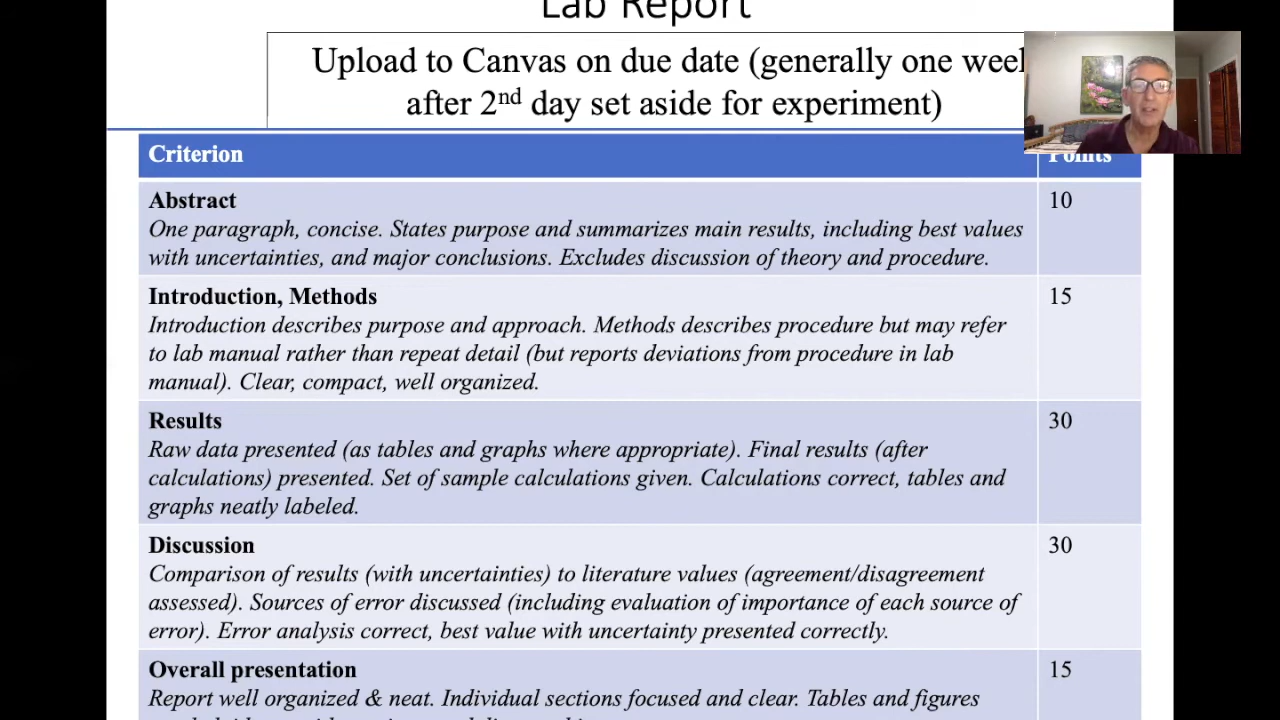 Lab Report
Upload to Canvas on due date (generally one week
after 2nd day set aside for experiment)
Criterion
Points
Abstract
10
One paragraph, concise. States purpose and summarizes main results, including best values
with uncertainties, and major conclusions. Excludes discussion of theory and procedure.
Introduction, Methods
15
Introduction describes purpose and approach. Methods describes procedure but may refer
to lab manual rather than repeat detail (but reports deviations from procedure in lab
manual). Clear, compact, well organized.
Results
30
Raw data presented (as tables and graphs where appropriate). Final results (after
calculations) presented. Set of sample calculations given. Calculations correct, tables and
graphs neatly labeled.
Discussion
30
Comparison of results (with uncertainties) to literature values (agreement/disagreement
assessed). Sources of error discussed (including evaluation of importance of each source of
error). Error analysis correct, best value with uncertainty presented correctly.
Overall presentation
15
Report well organized & neat. Individual sections focused and clear. Tables and figures